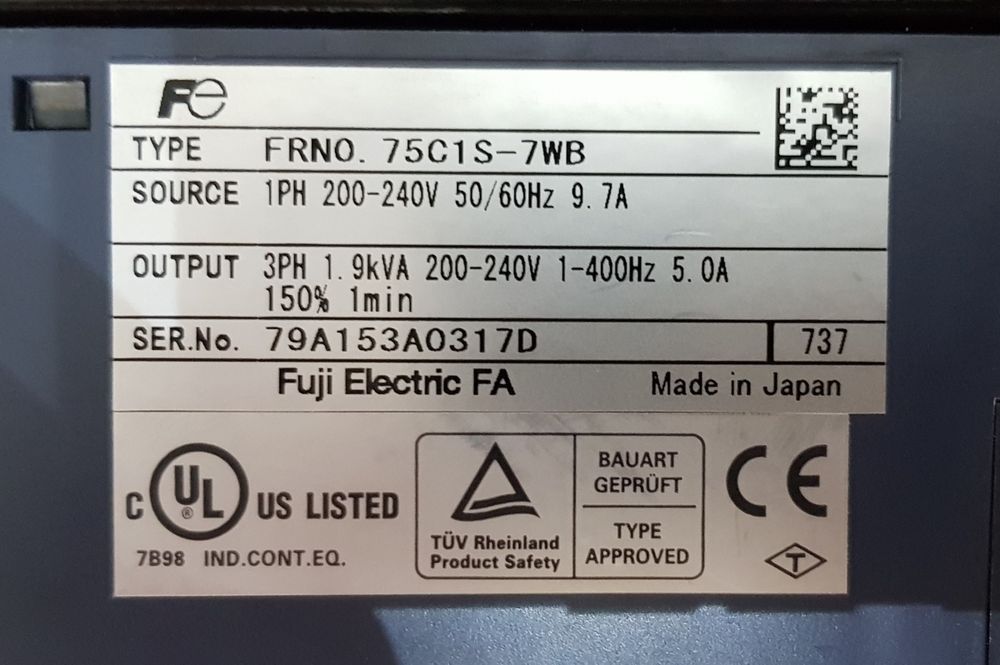 Fe
TYPE FRN0. 75C1S-7WB
SOURCE 1PH 200-240V 50/60Hz 9. 7A
OUTPUT 3PH 1. 9kVA 200-240V 1-400Hz 5. 0A
150% 1min
SER.No. 79A153A0317D 737
Fuji Electric FA Made in Japan
C UL ® US LISTED
7B98 IND.CONT.EQ.
TÜV Rheinland
Product Safety
BAUART
GEPRÜFT
TYPE
APPROVED
CE
T